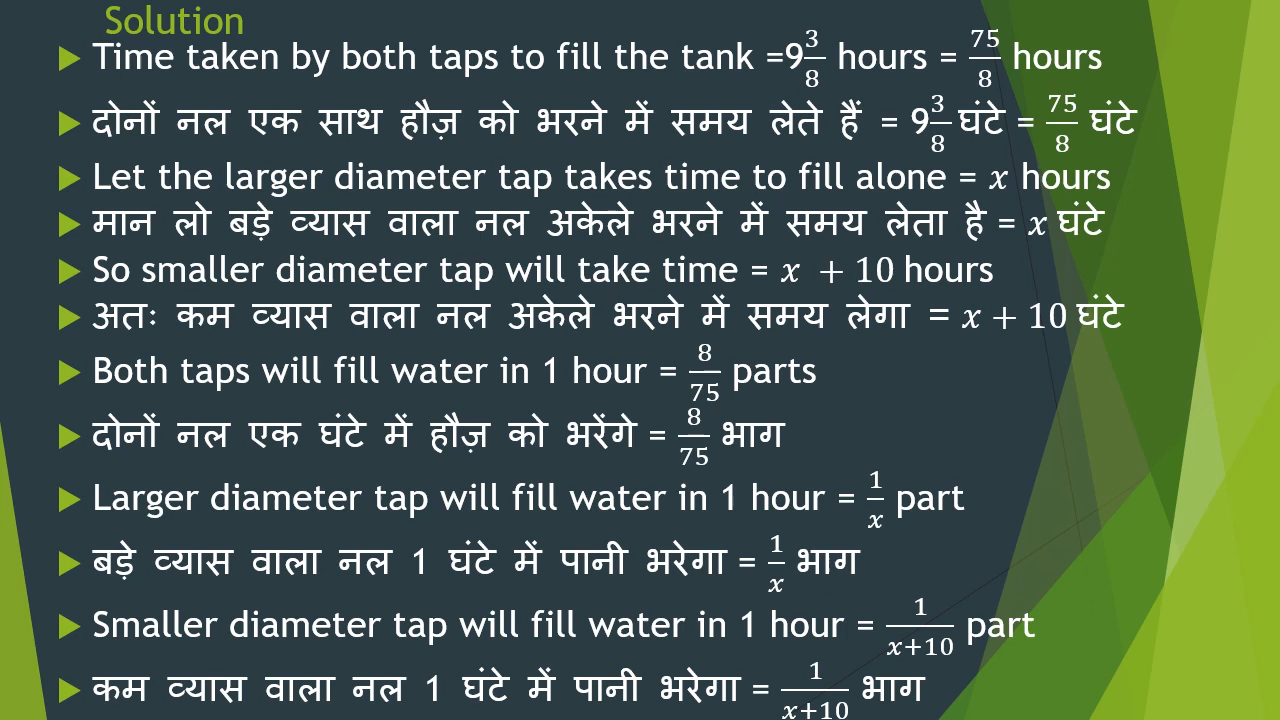 Solution
Time taken by both taps to fill the tank =9 3/8 hours = 75/8 hours
दोनों नल एक साथ हौज़ को भरने में समय लेते हैं = 9 3/8 घंटे = 75/8 घंटे
Let the larger diameter tap takes time to fill alone = x hours
मान लो बड़े व्यास वाला नल अकेले भरने में समय लेता है = x घंटे
So smaller diameter tap will take time = x + 10 hours
अतः कम व्यास वाला नल अकेले भरने में समय लेगा = x + 10 घंटे
Both taps will fill water in 1 hour = 8/75 parts
दोनों नल एक घंटे में हौज़ को भरेंगे = 8/75 भाग
Larger diameter tap will fill water in 1 hour = 1/x part
बड़े व्यास वाला नल 1 घंटे में पानी भरेगा = 1/x भाग
Smaller diameter tap will fill water in 1 hour = 1/(x+10) part
कम व्यास वाला नल 1 घंटे में पानी भरेगा = 1/(x+10) भाग